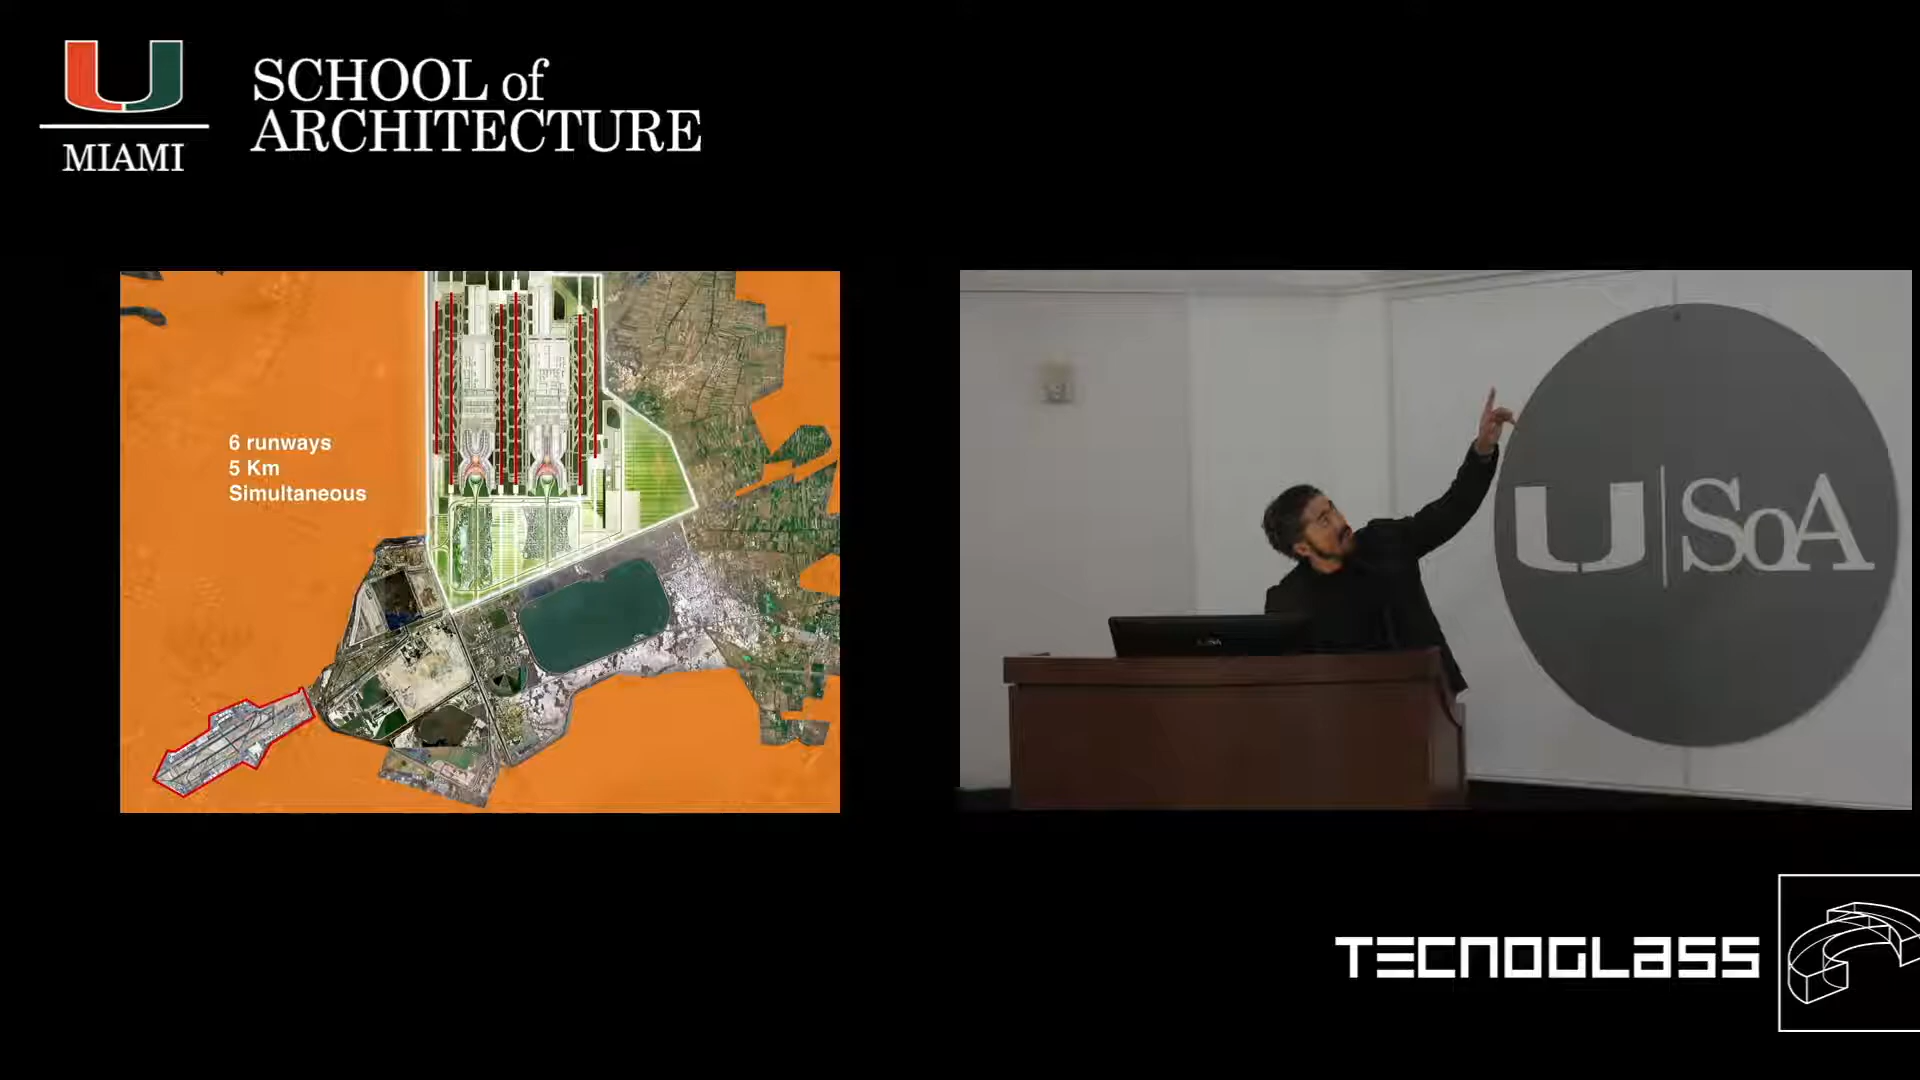 MIAMI
SCHOOL of
ARCHITECTURE
6 runways
5 Km
Simultaneous
U | SoA
TECNOGLASS